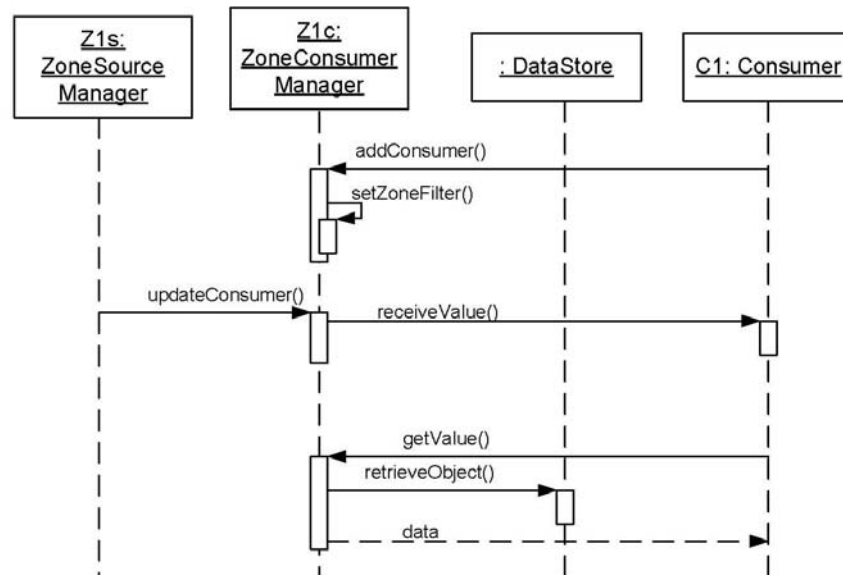 Z1s:
ZoneSource
Manager
Z1c:
ZoneConsumer
Manager
: DataStore
C1: Consumer
addConsumer()
setZoneFilter()
updateConsumer()
receiveValue()
getValue()
retrieveObject()
data